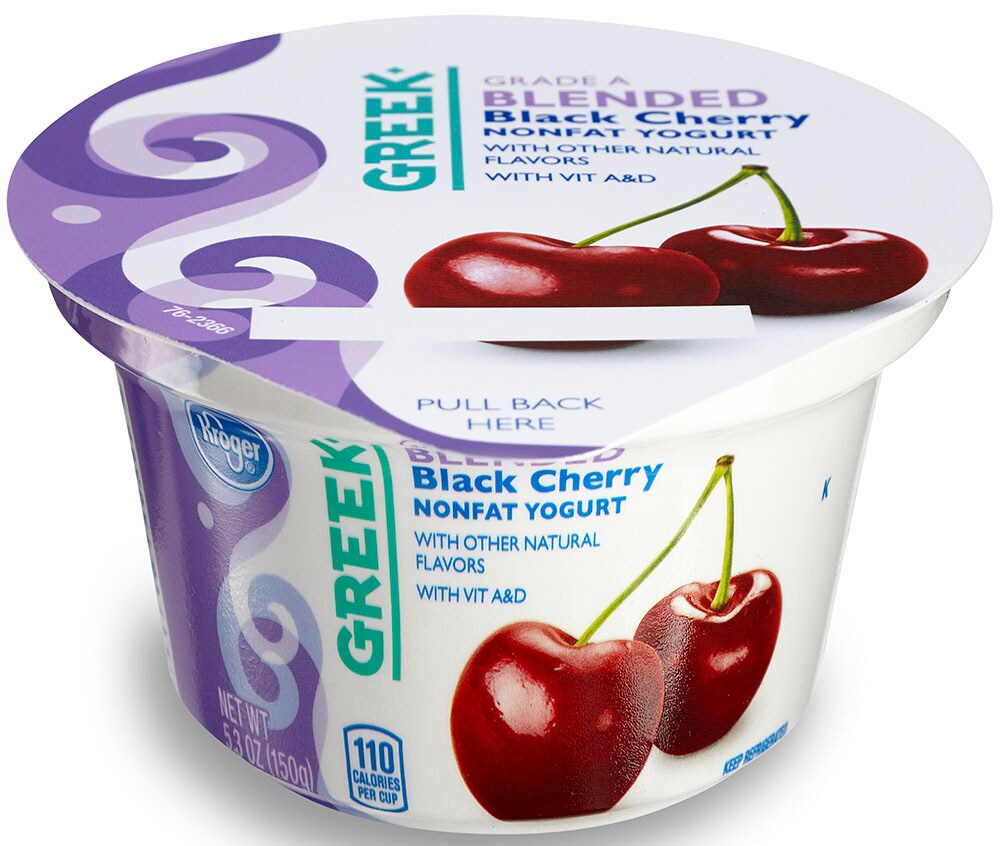 GREEK
GRADE A
BLENDED
Black Cherry
NONFAT YOGURT
WITH OTHER NATURAL
FLAVORS
WITH VIT A&D
76-2366
PULL BACK
HERE
Kroger
GREEK
BLENDED
Black Cherry
NONFAT YOGURT
WITH OTHER NATURAL
FLAVORS
WITH VIT A&D
K
NET WT
5.3 OZ (150g)
110
CALORIES
PER CUP
KEEP REFRIGERATED